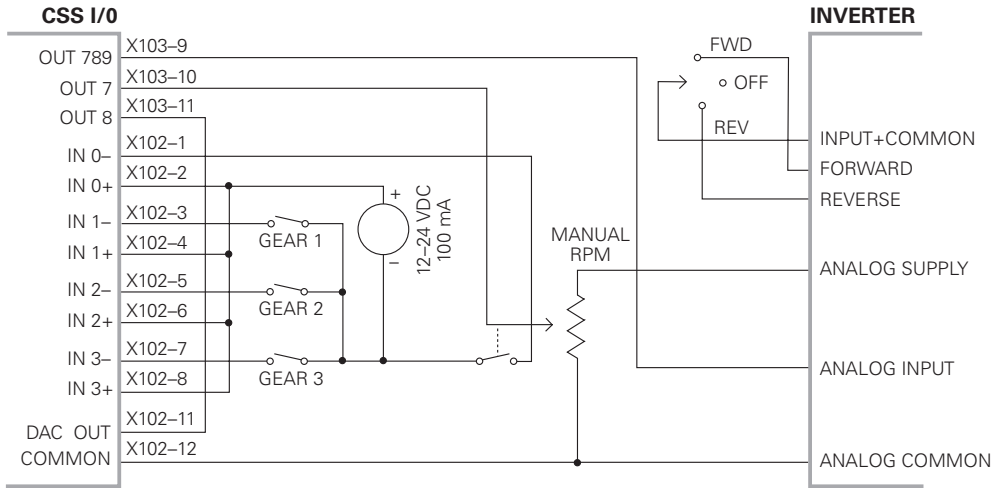 CSS I/0
INVERTER
OUT 789
X103–9
OUT 7
X103–10
OUT 8
X103–11
IN 0–
X102–1
IN 0+
X102–2
IN 1–
X102–3
IN 1+
X102–4
IN 2–
X102–5
IN 2+
X102–6
IN 3–
X102–7
IN 3+
X102–8
DAC OUT
X102–11
COMMON
X102–12
GEAR 1
GEAR 2
GEAR 3
+
–
12–24 VDC
100 mA
MANUAL
RPM
FWD
OFF
REV
INPUT+COMMON
FORWARD
REVERSE
ANALOG SUPPLY
ANALOG INPUT
ANALOG COMMON